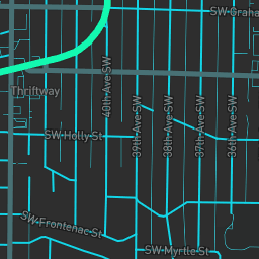 SW Graha
Thriftway
40th Ave SW
39th Ave SW
38th Ave SW
37th Ave SW
36th Ave SW
SW Holly St
SW Frontenac St
SW Myrtle St